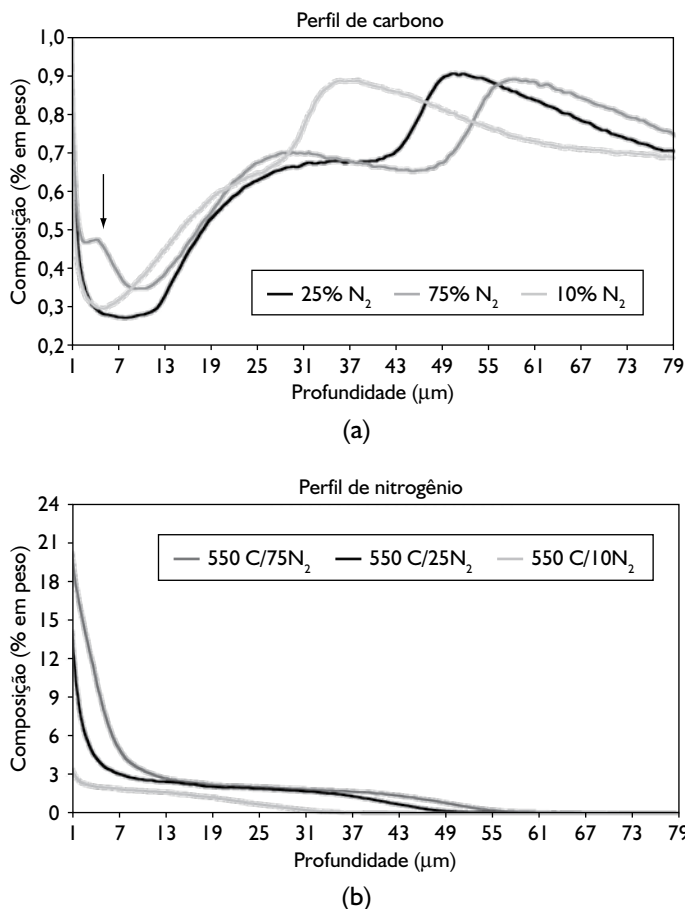 Perfil de carbono
1,0
0,9
0,8
0,7
0,6
0,5
0,4
0,3
0,2
Composição (% em peso)
25% N₂ 75% N₂ 10% N₂
1 7 13 19 25 31 37 43 49 55 61 67 73 79
Profundidade (µm)
(a)
Perfil de nitrogênio
24
21
18
15
12
9
6
3
0
Composição (% em peso)
550 C/75N₂ 550 C/25N₂ 550 C/10N₂
1 7 13 19 25 31 37 43 49 55 61 67 73 79
Profundidade (µm)
(b)